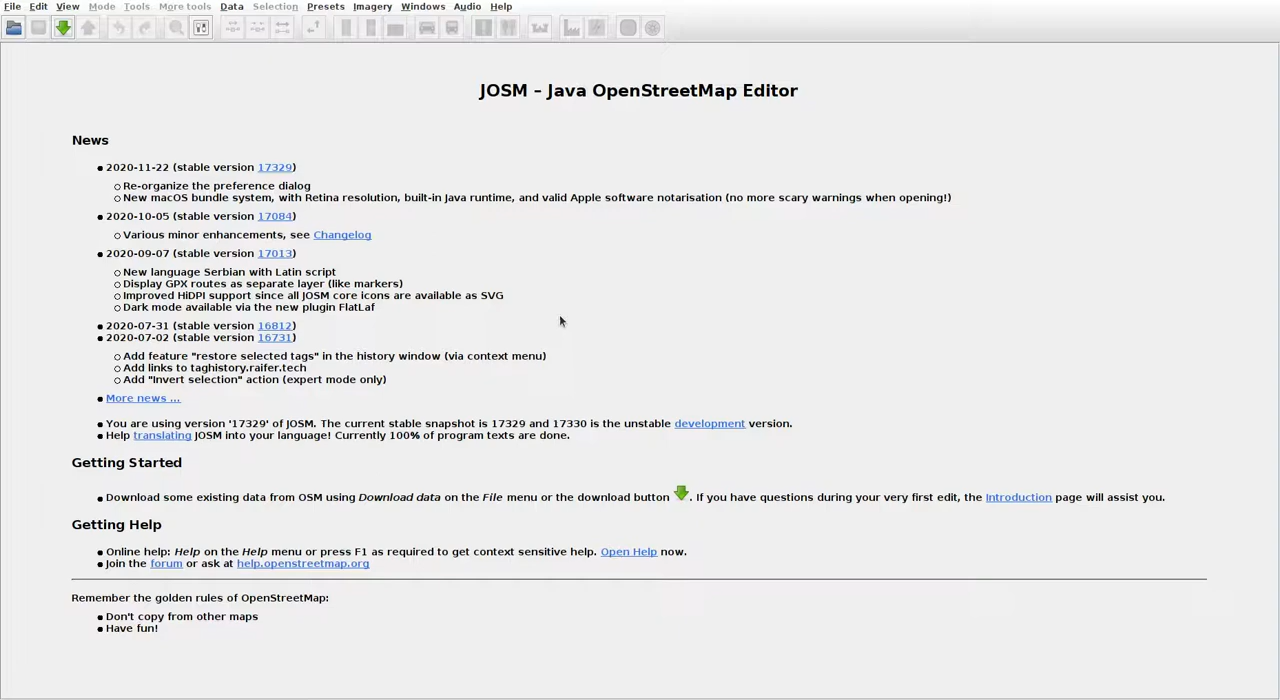 File Edit View Mode Tools More tools Data Selection Presets Imagery Windows Audio Help
JOSM – Java OpenStreetMap Editor
News
2020-11-22 (stable version 17329)
Re-organize the preference dialog
New macOS bundle system, with Retina resolution, built-in Java runtime, and valid Apple software notarisation (no more scary warnings when opening!)
2020-10-05 (stable version 17084)
Various minor enhancements, see Changelog
2020-09-07 (stable version 17013)
New language Serbian with Latin script
Display GPX routes as separate layer (like markers)
Improved HiDPI support since all JOSM core icons are available as SVG
Dark mode available via the new plugin FlatLaf
2020-07-31 (stable version 16812)
2020-07-02 (stable version 16731)
Add feature "restore selected tags" in the history window (via context menu)
Add links to taghistory.raifer.tech
Add "Invert selection" action (expert mode only)
More news ...
You are using version '17329' of JOSM. The current stable snapshot is 17329 and 17330 is the unstable development version.
Help translating JOSM into your language! Currently 100% of program texts are done.
Getting Started
Download some existing data from OSM using Download data on the File menu or the download button . If you have questions during your very first edit, the Introduction page will assist you.
Getting Help
Online help: Help on the Help menu or press F1 as required to get context sensitive help. Open Help now.
Join the forum or ask at help.openstreetmap.org
Remember the golden rules of OpenStreetMap:
Don't copy from other maps
Have fun!